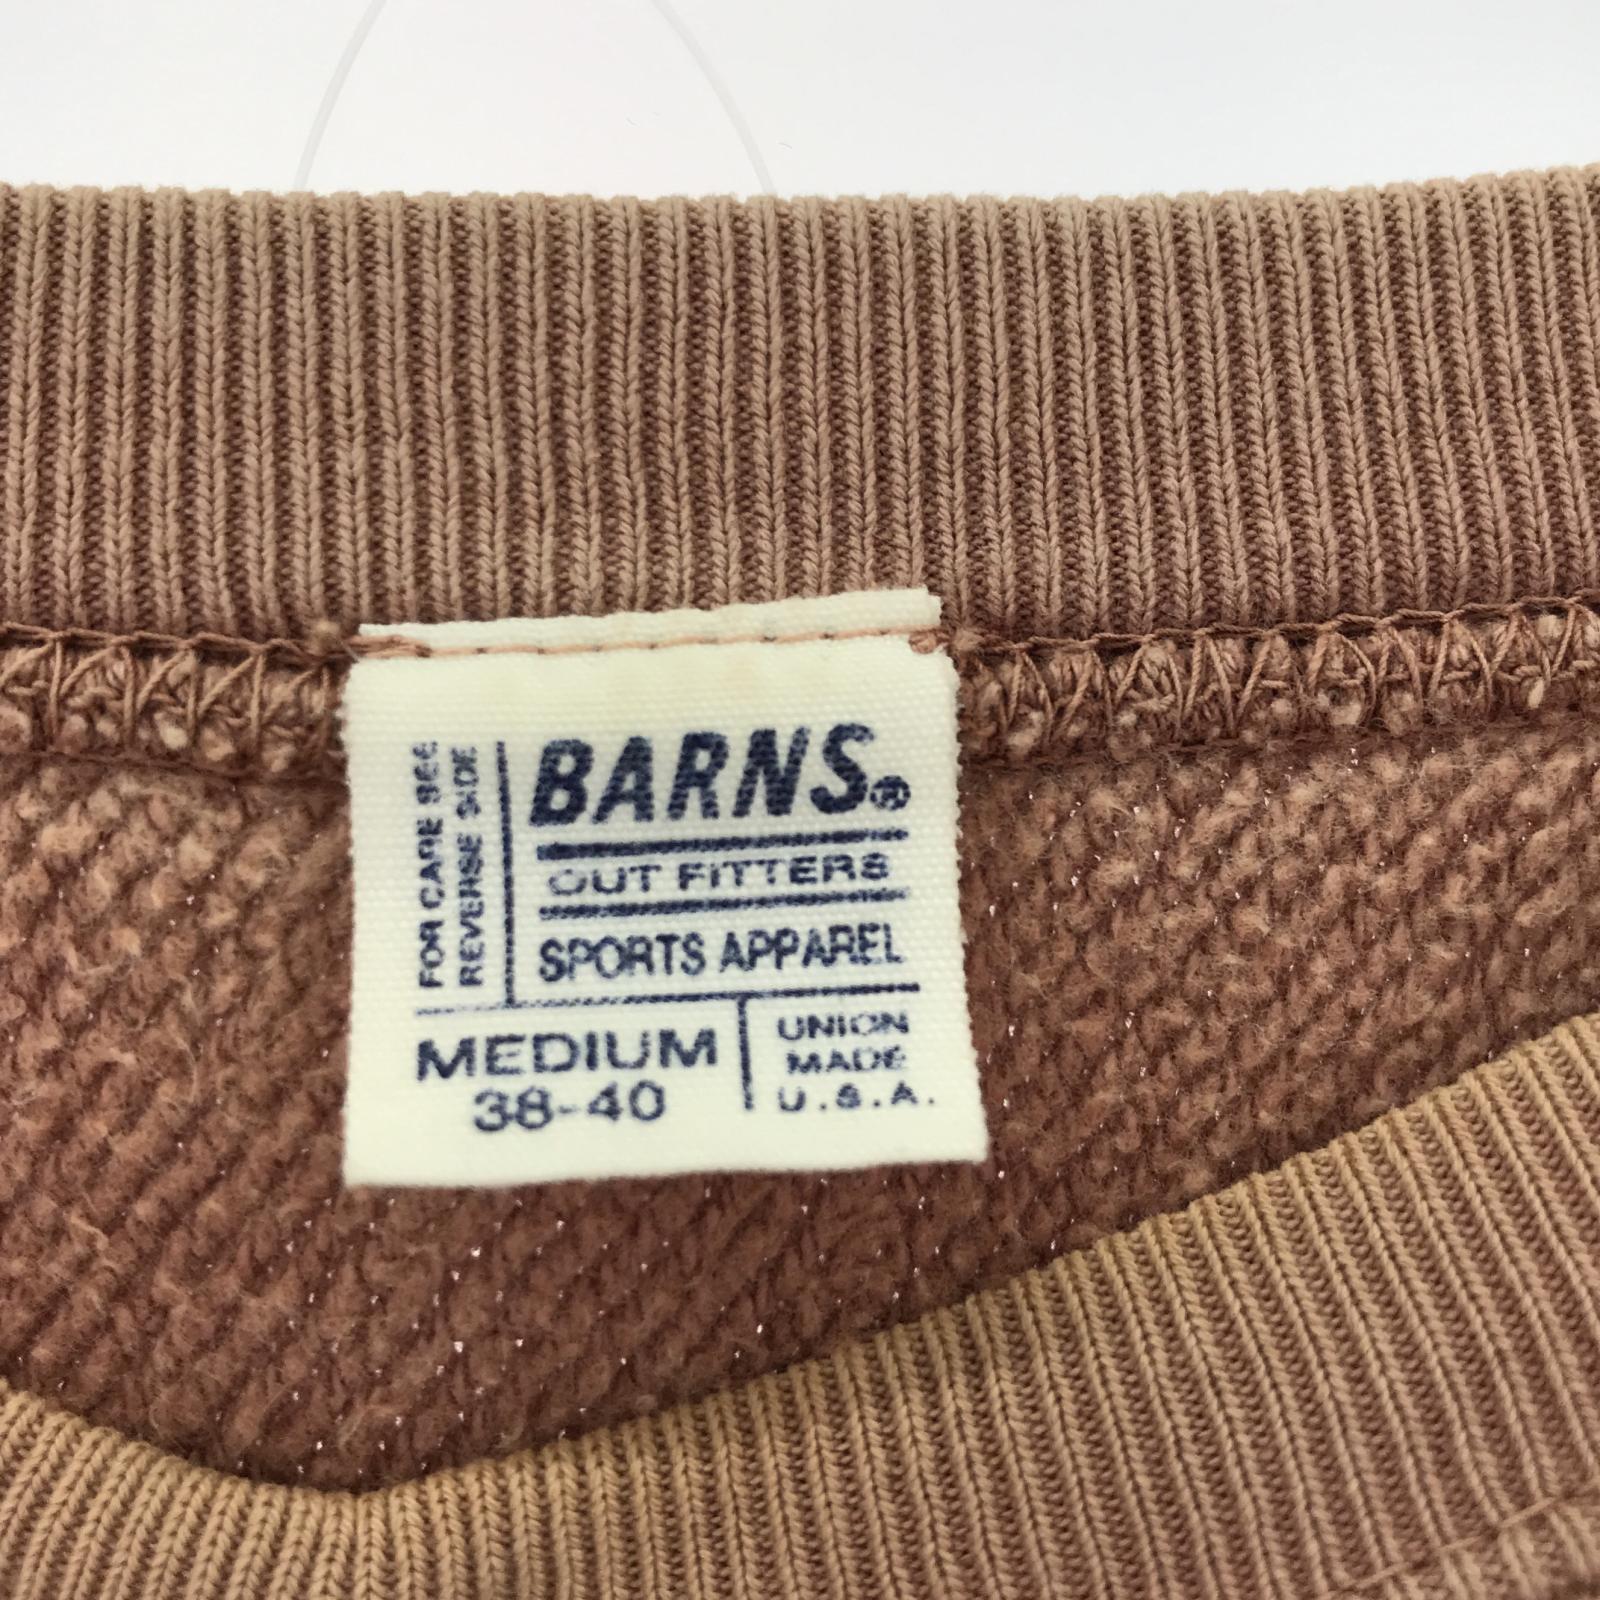 FOR CARE SEE
REVERSE SIDE
BARNS®
OUT FITTERS
SPORTS APPAREL
MEDIUM
38-40
UNION
MADE
U.S.A.